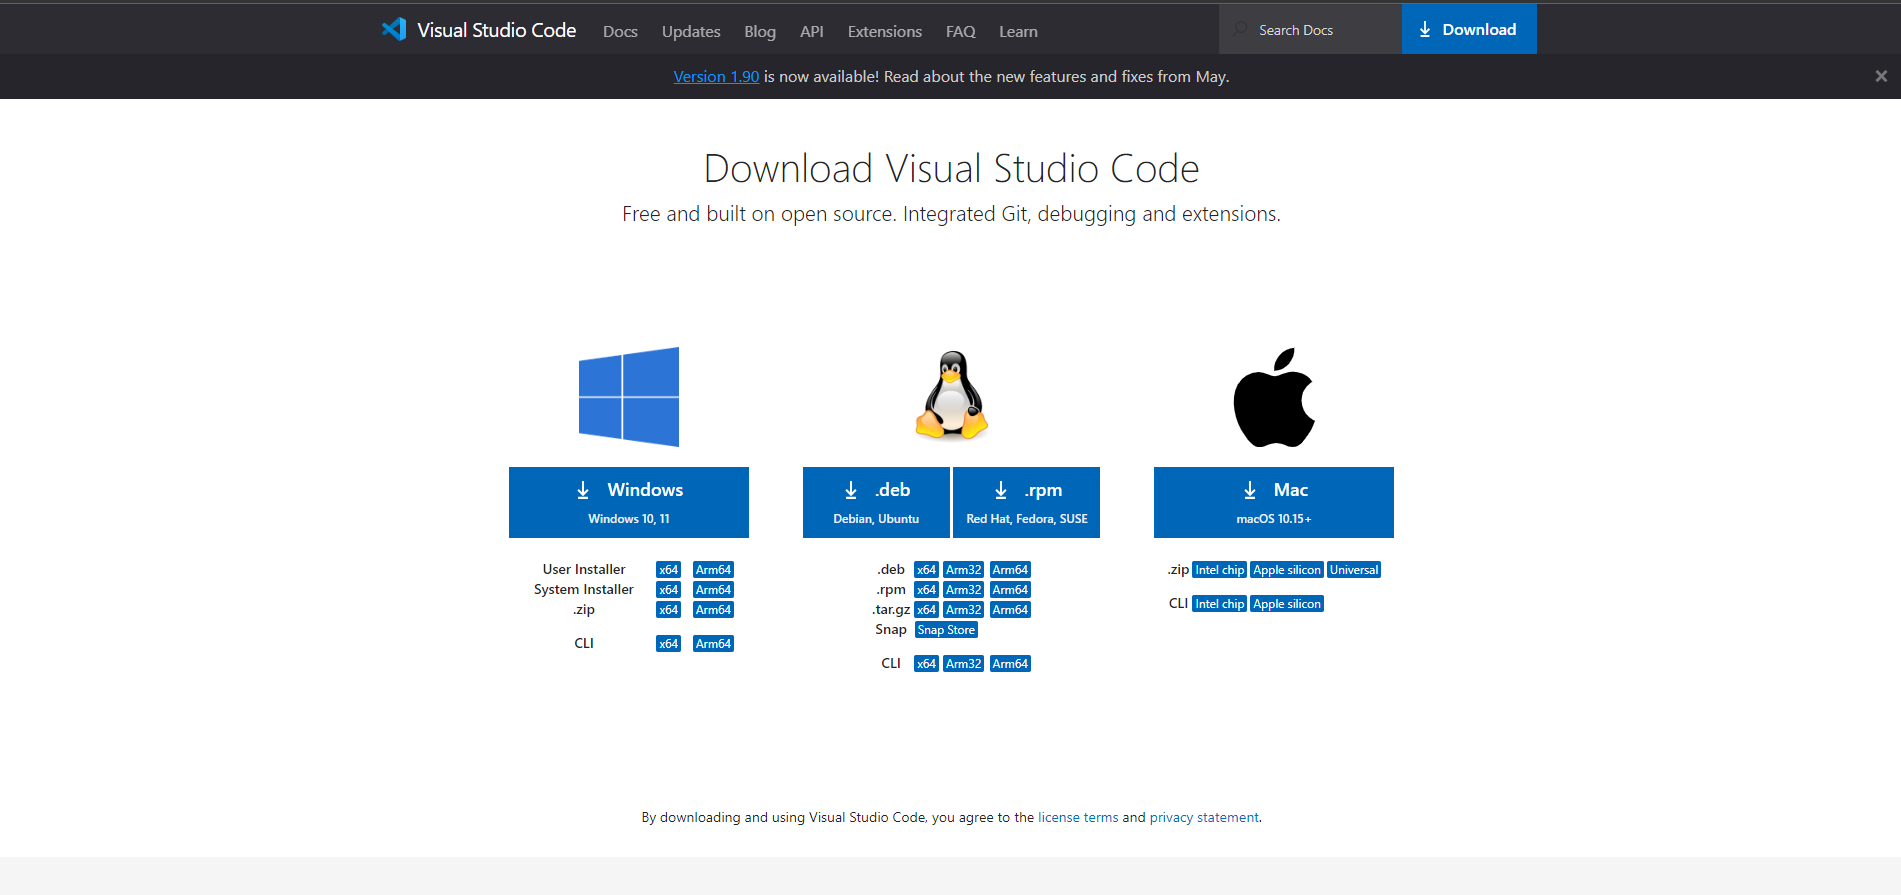 Visual Studio Code Docs Updates Blog API Extensions FAQ Learn Search Docs Download
Version 1.90 is now available! Read about the new features and fixes from May.
Download Visual Studio Code
Free and built on open source. Integrated Git, debugging and extensions.
Windows
Windows 10, 11
User Installer x64 Arm64
System Installer x64 Arm64
.zip x64 Arm64
CLI x64 Arm64
.deb
Debian, Ubuntu
.rpm
Red Hat, Fedora, SUSE
.deb x64 Arm32 Arm64
.rpm x64 Arm32 Arm64
.tar.gz x64 Arm32 Arm64
Snap Snap Store
CLI x64 Arm32 Arm64
Mac
macOS 10.15+
.zip Intel chip Apple silicon Universal
CLI Intel chip Apple silicon
By downloading and using Visual Studio Code, you agree to the license terms and privacy statement.